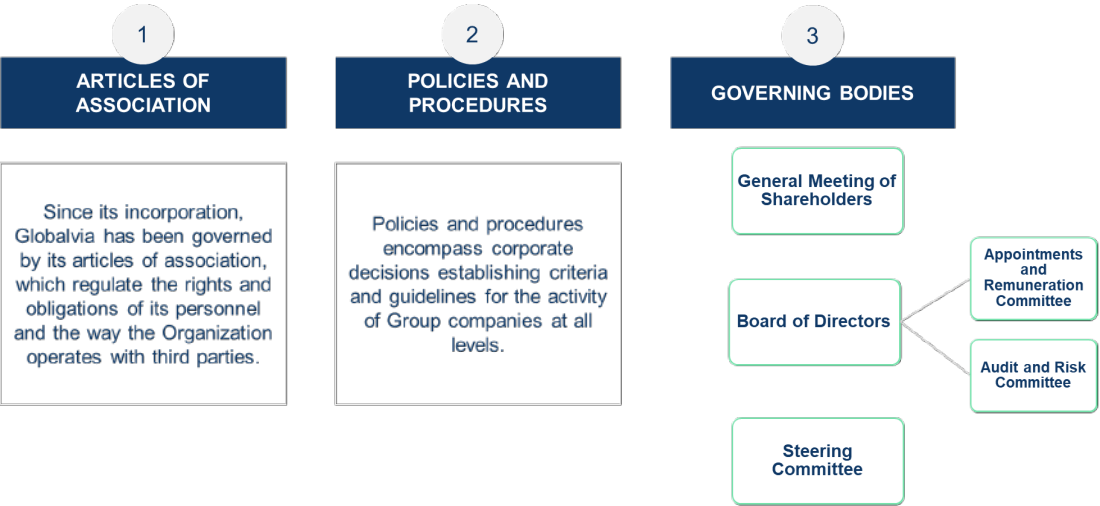 1
ARTICLES OF
ASSOCIATION
Since its incorporation,
Globalvia has been governed
by its articles of association,
which regulate the rights and
obligations of its personnel
and the way the Organization
operates with third parties.
2
POLICIES AND
PROCEDURES
Policies and procedures
encompass corporate
decisions establishing criteria
and guidelines for the activity
of Group companies at all
levels.
3
GOVERNING BODIES
General Meeting of
Shareholders
Board of Directors
Appointments
and
Remuneration
Committee
Audit and Risk
Committee
Steering
Committee